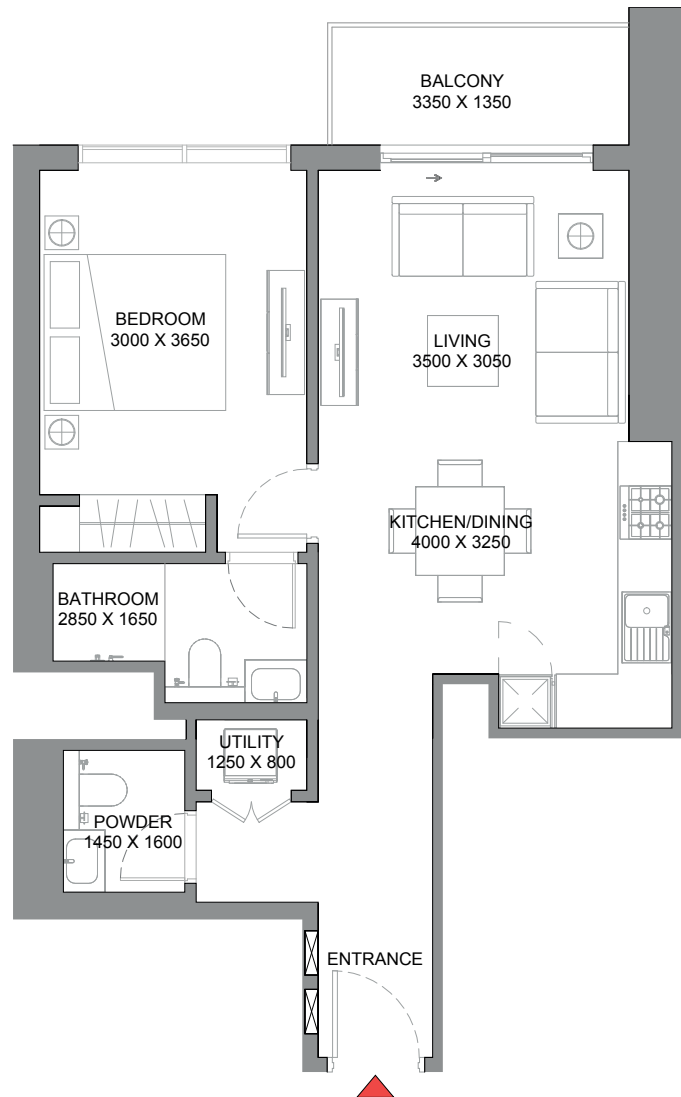 BALCONY
3350 X 1350
BEDROOM
3000 X 3650
LIVING
3500 X 3050
KITCHEN/DINING
4000 X 3250
BATHROOM
2850 X 1650
UTILITY
1250 X 800
POWDER
1450 X 1600
ENTRANCE